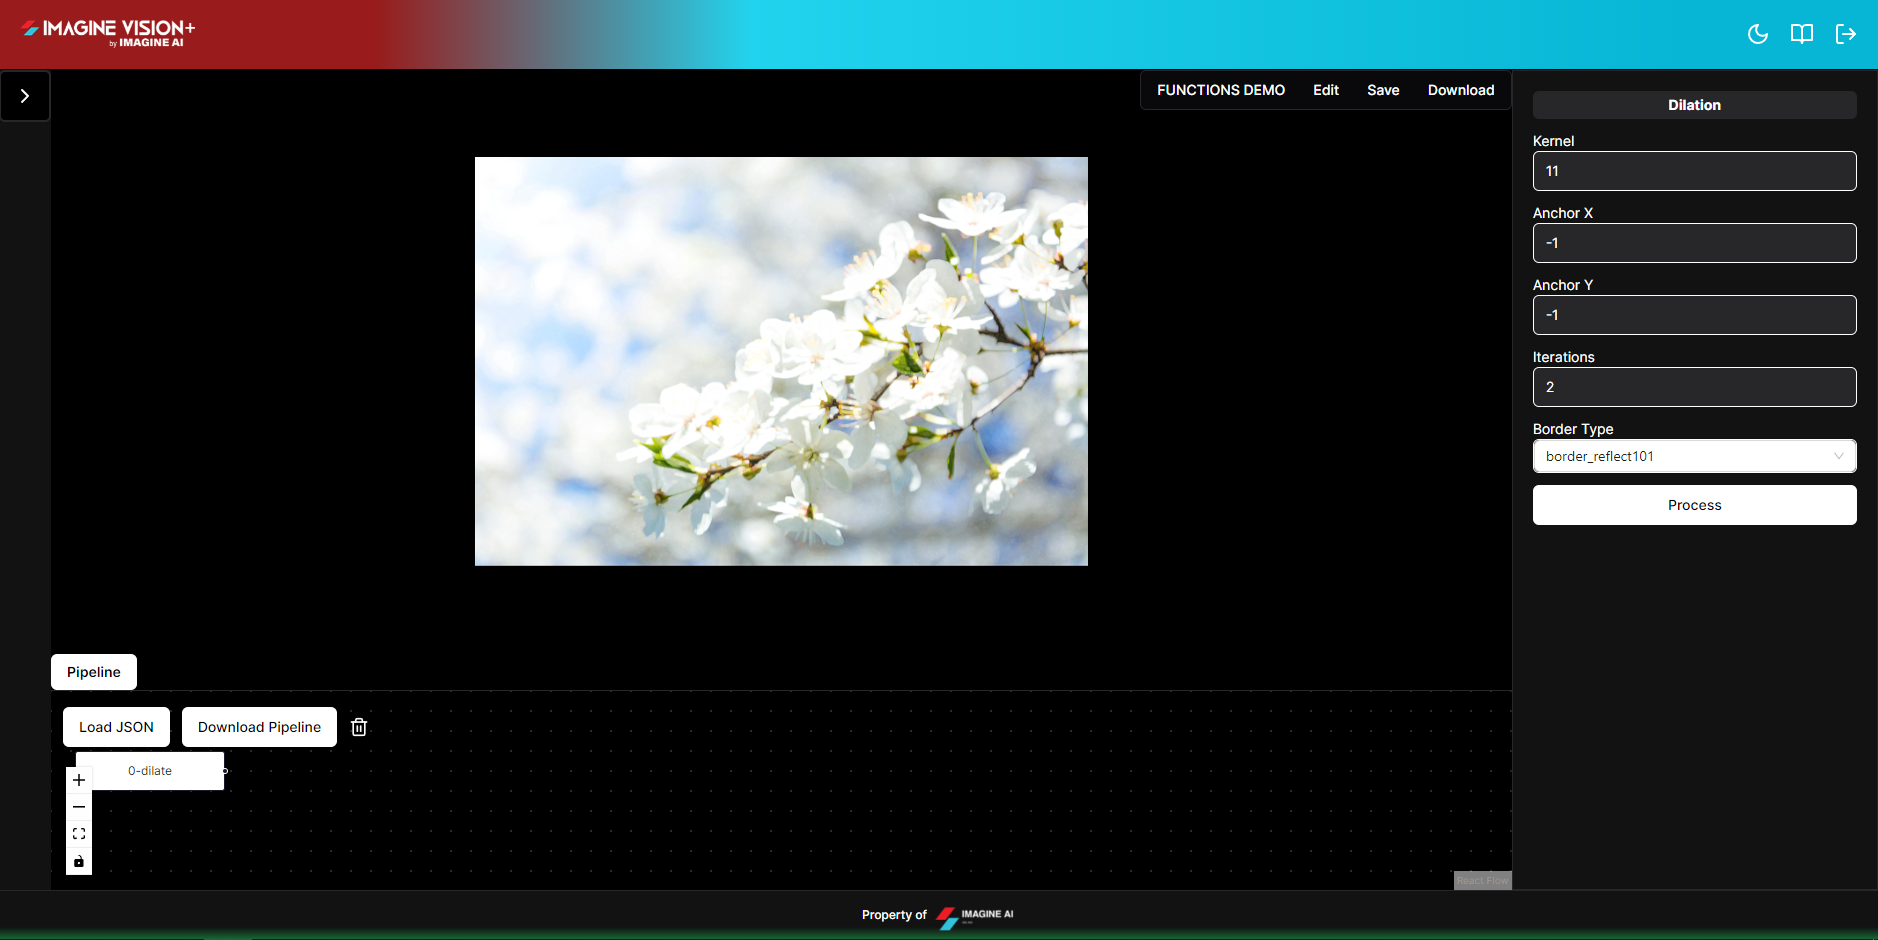 IMAGINE VISION+
by IMAGINE AI
FUNCTIONS DEMO
Edit
Save
Download
Dilation
Kernel
11
Anchor X
-1
Anchor Y
-1
Iterations
2
Border Type
border_reflect101
Process
Pipeline
Load JSON
Download Pipeline
0-dilate
React Flow
Property of
IMAGINE AI